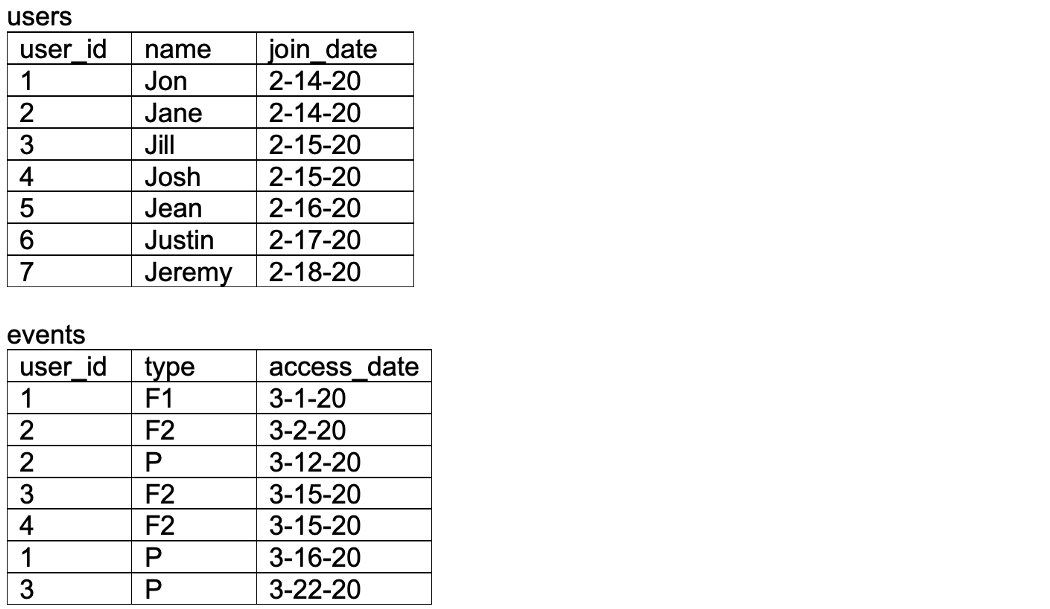 users
user_id name join_date
1 Jon 2-14-20
2 Jane 2-14-20
3 Jill 2-15-20
4 Josh 2-15-20
5 Jean 2-16-20
6 Justin 2-17-20
7 Jeremy 2-18-20
events
user_id type access_date
1 F1 3-1-20
2 F2 3-2-20
2 P 3-12-20
3 F2 3-15-20
4 F2 3-15-20
1 P 3-16-20
3 P 3-22-20